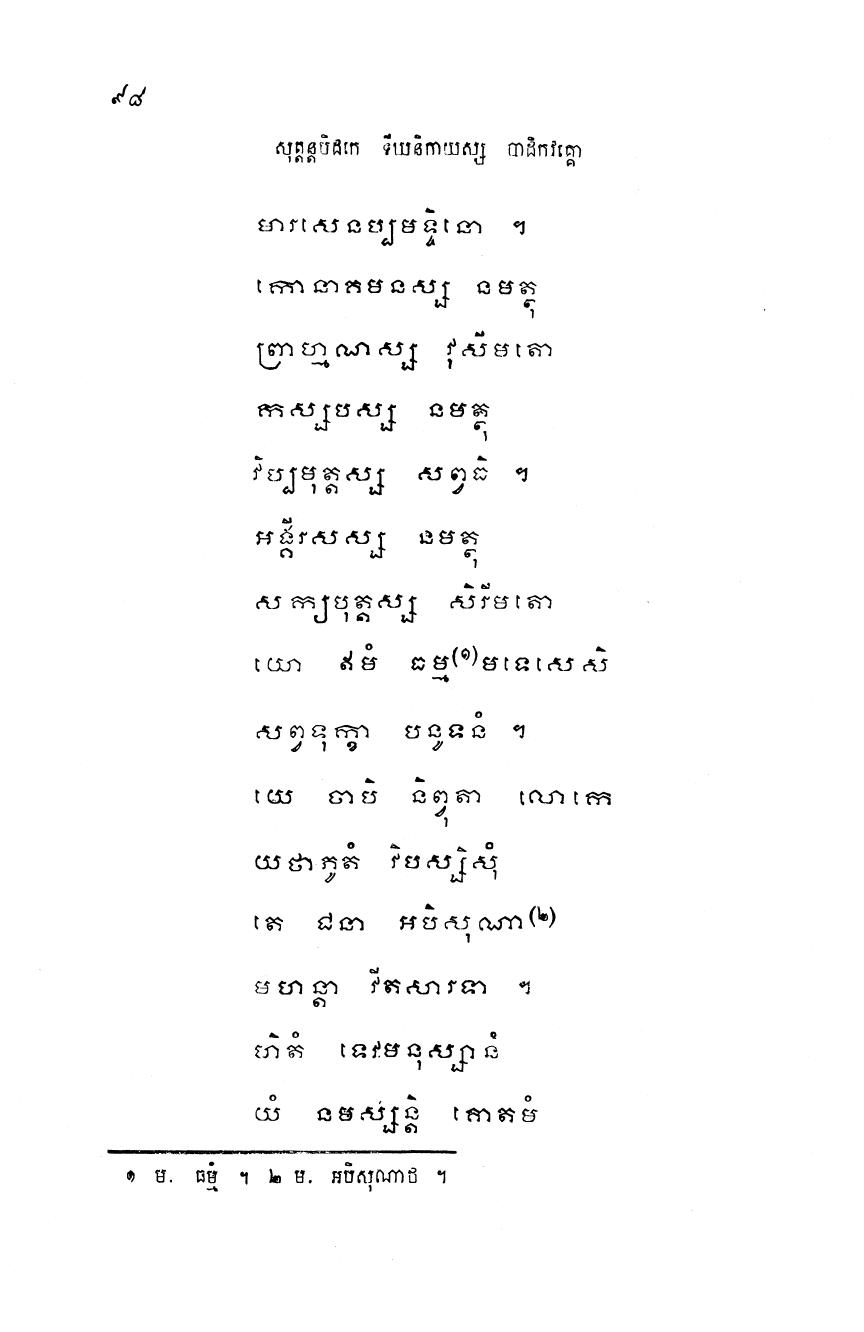 ៩៨
សុត្តន្តបិដកេ ទីឃនិកាយស្ស បាដិកវគ្គោ
មារសេនប្បមទ្ទិនោ ។
កោនាគមនស្ស នមត្ថុ
ព្រាហ្មណស្ស វុសីមតោ
កស្សបស្ស នមត្ថុ
វិប្បមុត្តស្ស សព្វធិ ។
អង្គីរសស្ស នមត្ថុ
សក្យបុត្តស្ស សិរីមតោ
យោ ឥមំ ធម្ម(១)មទេសេសិ
សព្វទុក្ខា បនូទនំ ។
យេ ចាបិ និព្វុតា លោកេ
យថាភូតំ វិបស្សិសុំ
តេ ជនា អបិសុណា(២)
មហន្តា វីតសារទា ។
ហិតំ ទេវមនុស្សានំ
យំ នមស្សន្តិ គោតមំ
១ ម. ធម្មំ ។ ២ ម. អបិសុណាដ ។